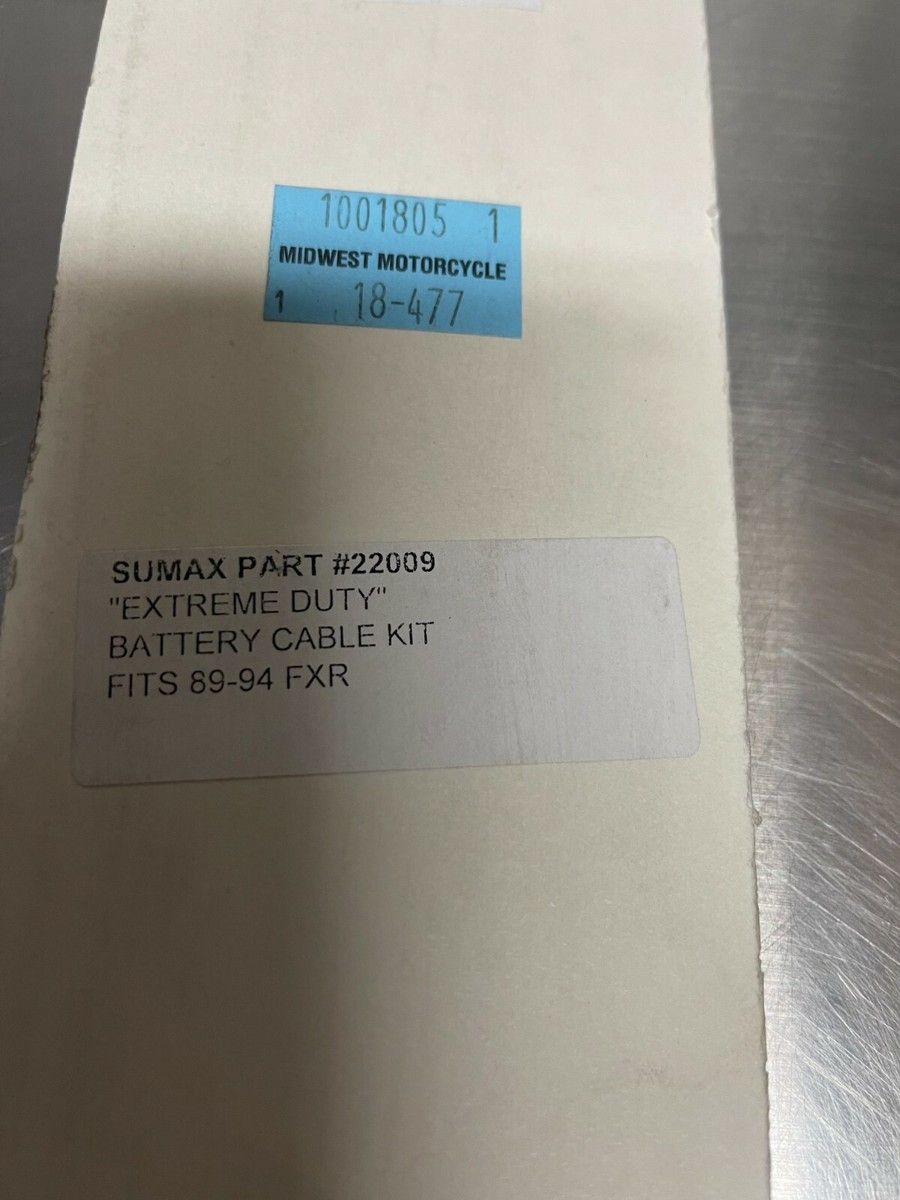 1001805 1
MIDWEST MOTORCYCLE
1 18-477
SUMAX PART #22009
"EXTREME DUTY"
BATTERY CABLE KIT
FITS 89-94 FXR